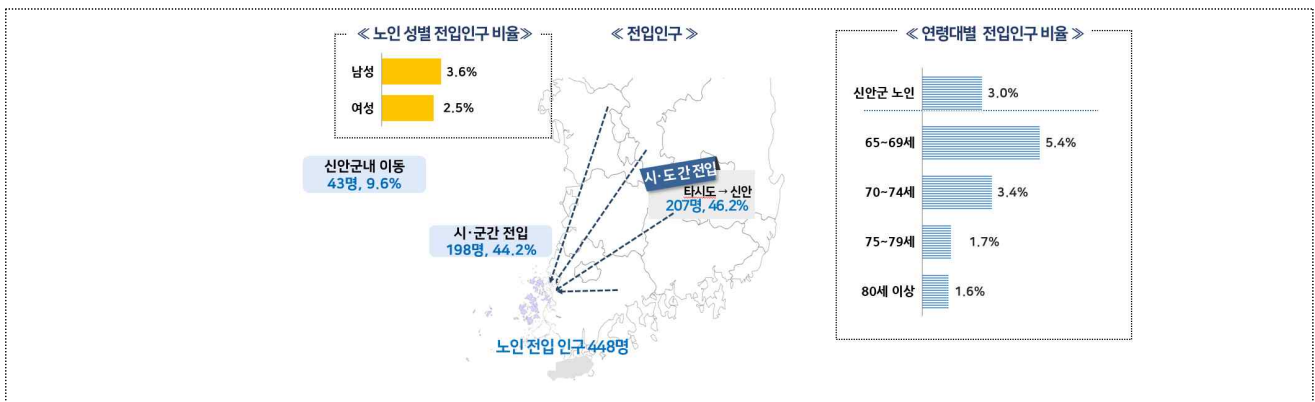 ≪ 노인 성별 전입인구 비율≫
남성 3.6%
여성 2.5%
≪ 전입인구 ≫
신안군내 이동
43명, 9.6%
시·도 간 전입
타시도 → 신안
207명, 46.2%
시·군간 전입
198명, 44.2%
노인 전입 인구 448명
≪ 연령대별 전입인구 비율 ≫
신안군 노인 3.0%
65~69세 5.4%
70~74세 3.4%
75~79세 1.7%
80세 이상 1.6%